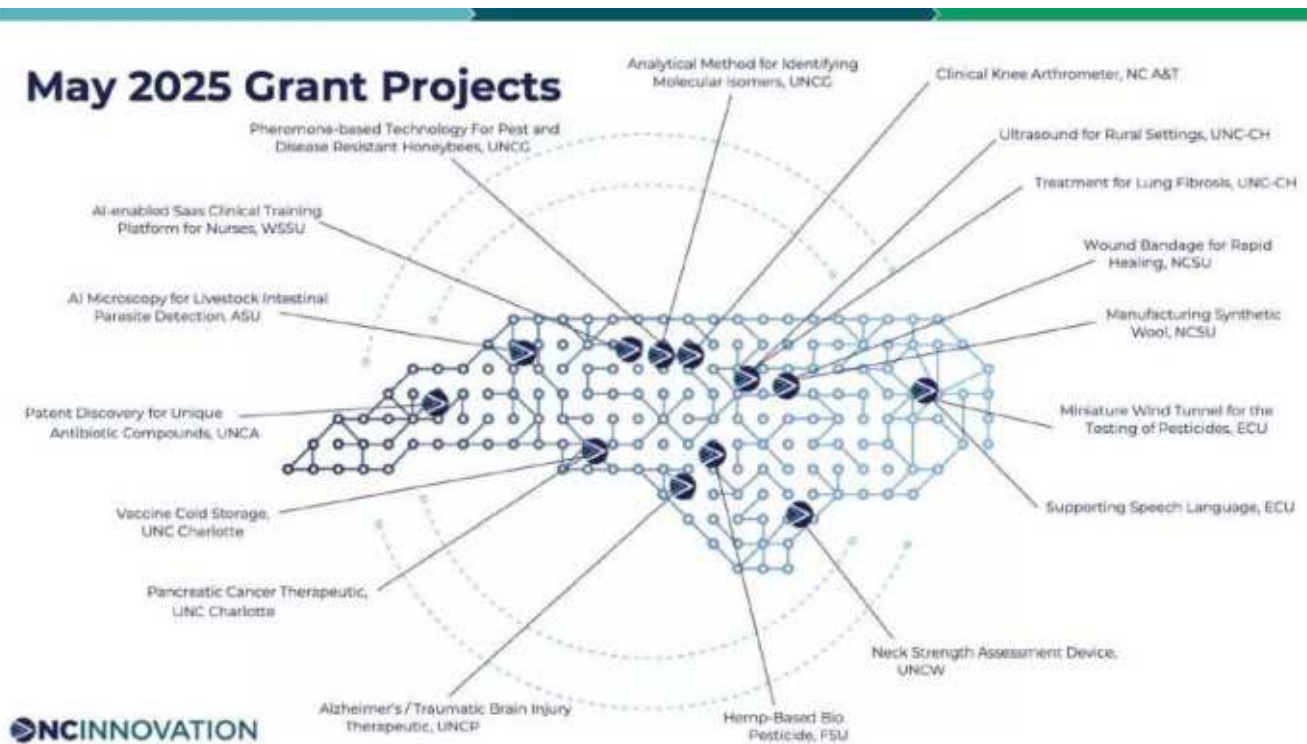 May 2025 Grant Projects
Analytical Method for Identifying
Molecular Isomers, UNCG
Clinical Knee Arthrometer, NC A&T
Pheromone-based Technology For Pest and
Disease Resistant Honeybees, UNCG
Ultrasound for Rural Settings, UNC-CH
Treatment for Lung Fibrosis, UNC-CH
AI-enabled Saas Clinical Training
Platform for Nurses, WSSU
Wound Bandage for Rapid
Healing, NCSU
AI Microscopy for Livestock Intestinal
Parasite Detection, ASU
Manufacturing Synthetic
Wool, NCSU
Patent Discovery for Unique
Antibiotic Compounds, UNCA
Miniature Wind Tunnel for the
Testing of Pesticides, ECU
Vaccine Cold Storage,
UNC Charlotte
Supporting Speech Language, ECU
Pancreatic Cancer Therapeutic,
UNC Charlotte
Neck Strength Assessment Device,
UNCW
Alzheimer's / Traumatic Brain Injury
Therapeutic, UNCP
Hemp-Based Bio
Pesticide, FSU
NCINNOVATION